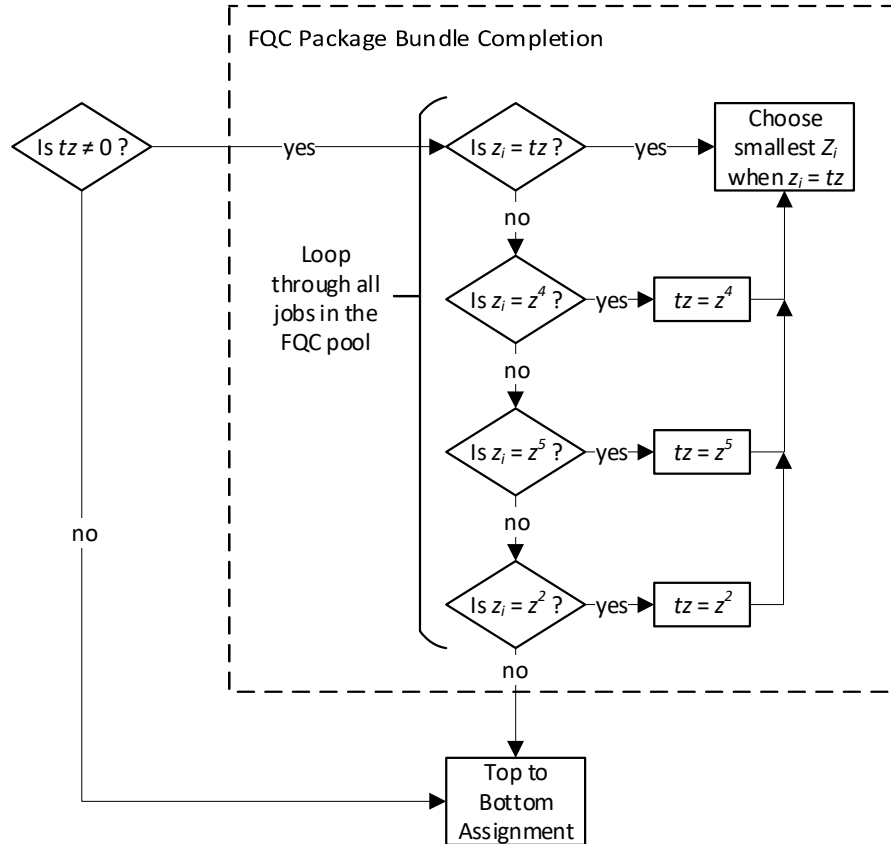 FQC Package Bundle Completion
Is tz ≠ 0 ?
yes
Is zᵢ = tz ?
yes
Choose
smallest Zᵢ
when zᵢ = tz
no
Loop
through all
jobs in the
FQC pool
Is zᵢ = z⁴ ?
yes
tz = z⁴
no
Is zᵢ = z⁵ ?
yes
tz = z⁵
no
no
Is zᵢ = z² ?
yes
tz = z²
no
Top to
Bottom
Assignment